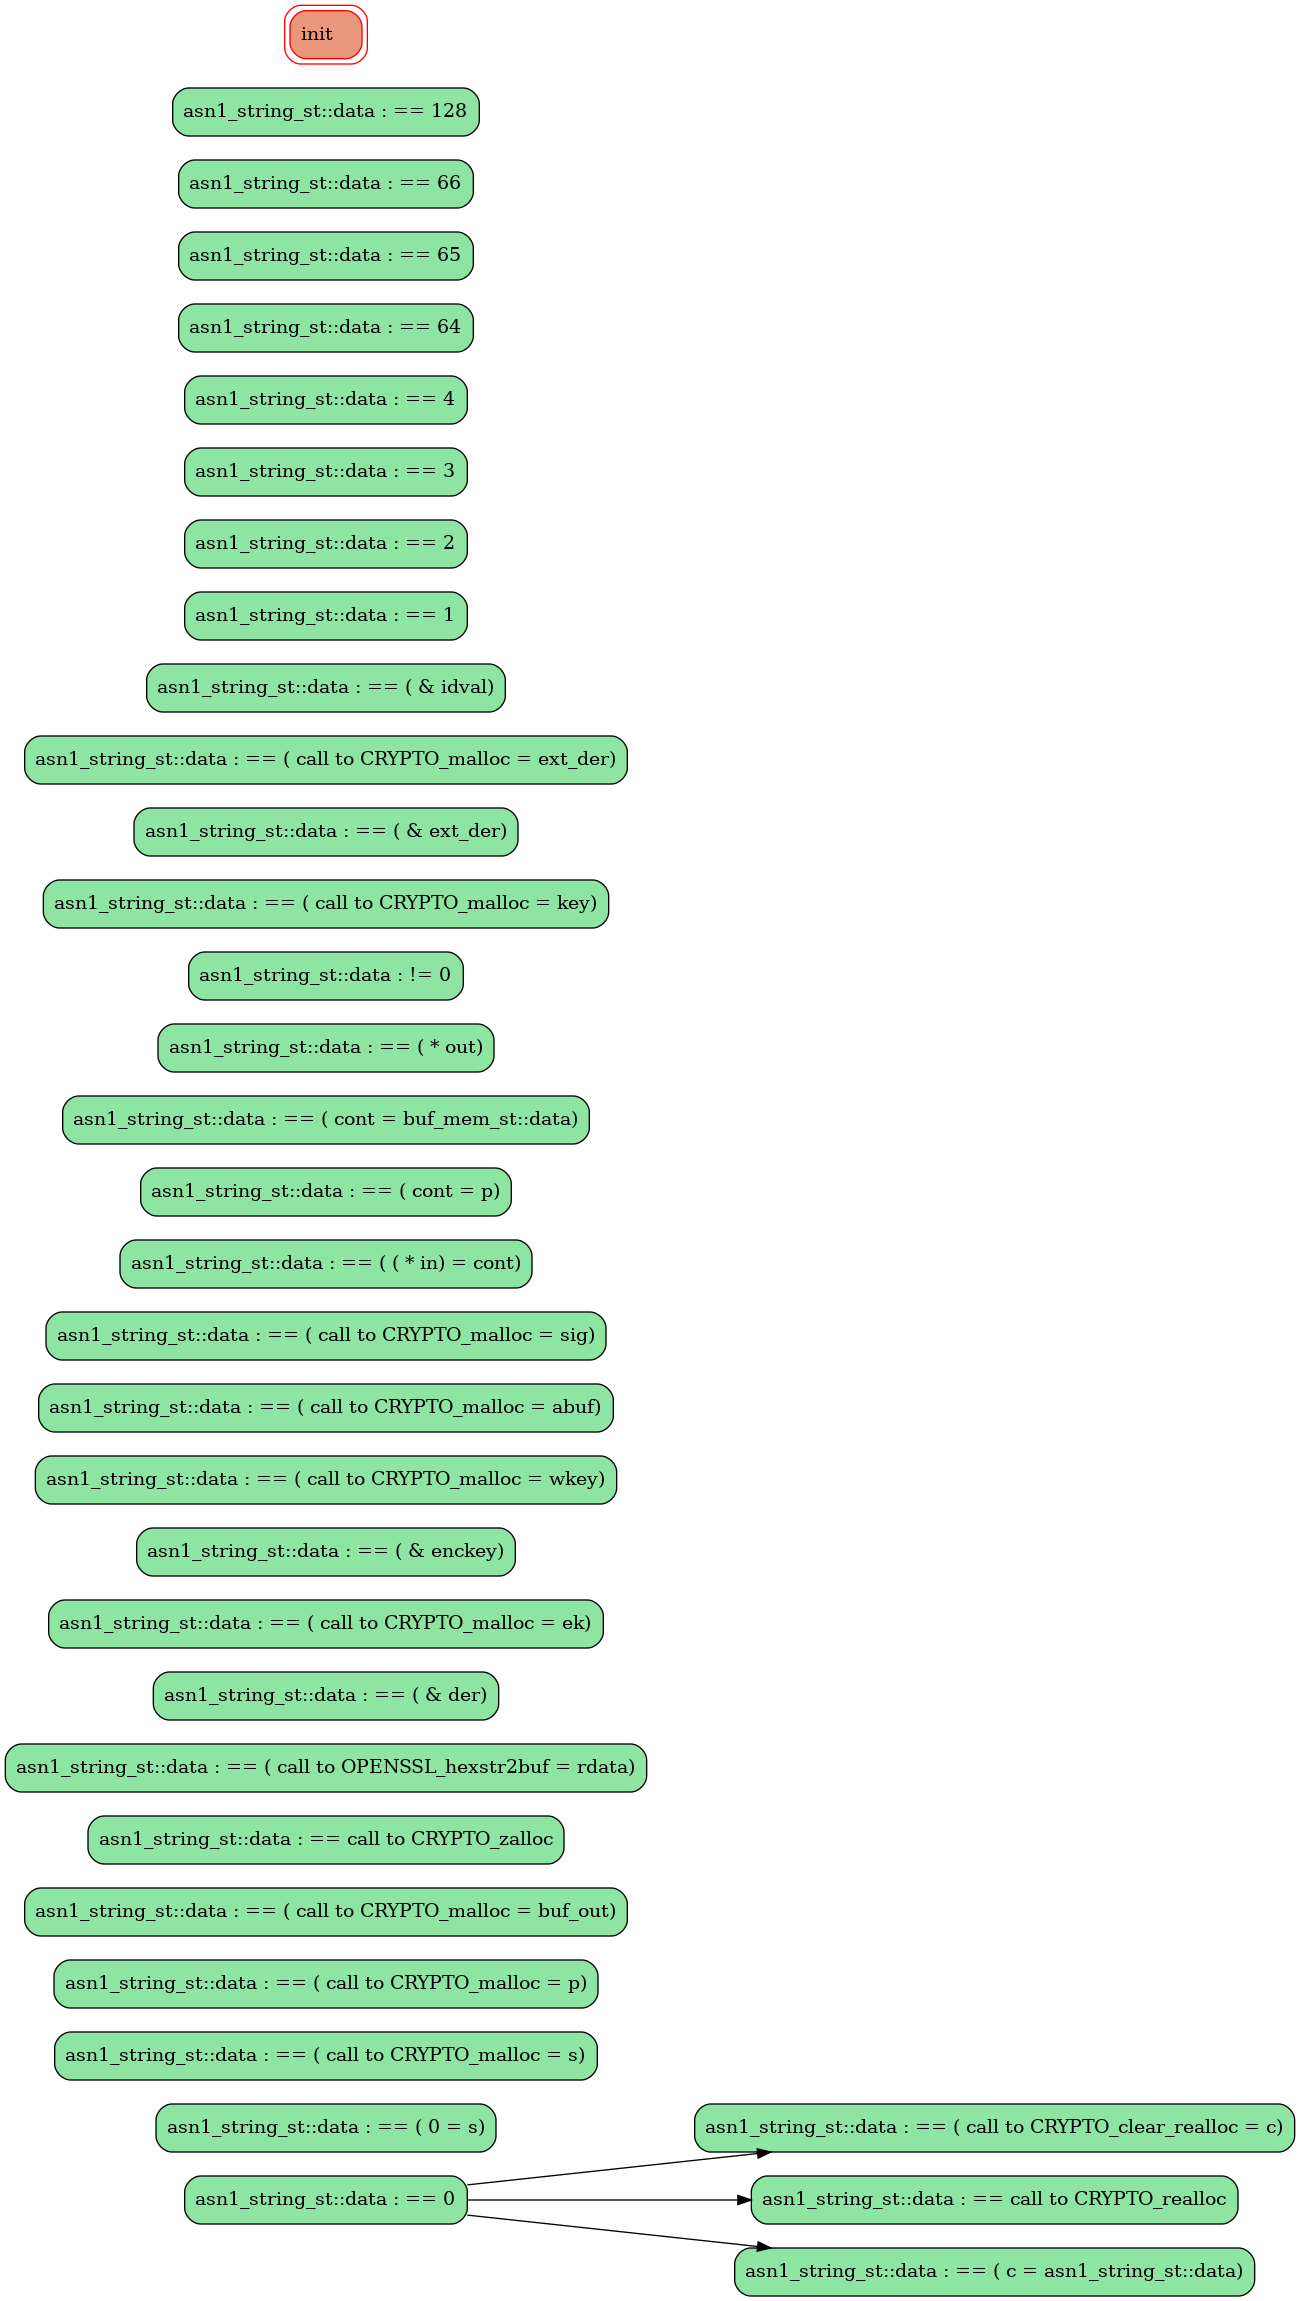 init
asn1_string_st::data : == 128
asn1_string_st::data : == 66
asn1_string_st::data : == 65
asn1_string_st::data : == 64
asn1_string_st::data : == 4
asn1_string_st::data : == 3
asn1_string_st::data : == 2
asn1_string_st::data : == 1
asn1_string_st::data : == ( & idval)
asn1_string_st::data : == ( call to CRYPTO_malloc = ext_der)
asn1_string_st::data : == ( & ext_der)
asn1_string_st::data : == ( call to CRYPTO_malloc = key)
asn1_string_st::data : != 0
asn1_string_st::data : == ( * out)
asn1_string_st::data : == ( cont = buf_mem_st::data)
asn1_string_st::data : == ( cont = p)
asn1_string_st::data : == ( ( * in) = cont)
asn1_string_st::data : == ( call to CRYPTO_malloc = sig)
asn1_string_st::data : == ( call to CRYPTO_malloc = abuf)
asn1_string_st::data : == ( call to CRYPTO_malloc = wkey)
asn1_string_st::data : == ( & enckey)
asn1_string_st::data : == ( call to CRYPTO_malloc = ek)
asn1_string_st::data : == ( & der)
asn1_string_st::data : == ( call to OPENSSL_hexstr2buf = rdata)
asn1_string_st::data : == call to CRYPTO_zalloc
asn1_string_st::data : == ( call to CRYPTO_malloc = buf_out)
asn1_string_st::data : == ( call to CRYPTO_malloc = p)
asn1_string_st::data : == ( call to CRYPTO_malloc = s)
asn1_string_st::data : == ( 0 = s)
asn1_string_st::data : == ( call to CRYPTO_clear_realloc = c)
asn1_string_st::data : == 0
asn1_string_st::data : == call to CRYPTO_realloc
asn1_string_st::data : == ( c = asn1_string_st::data)